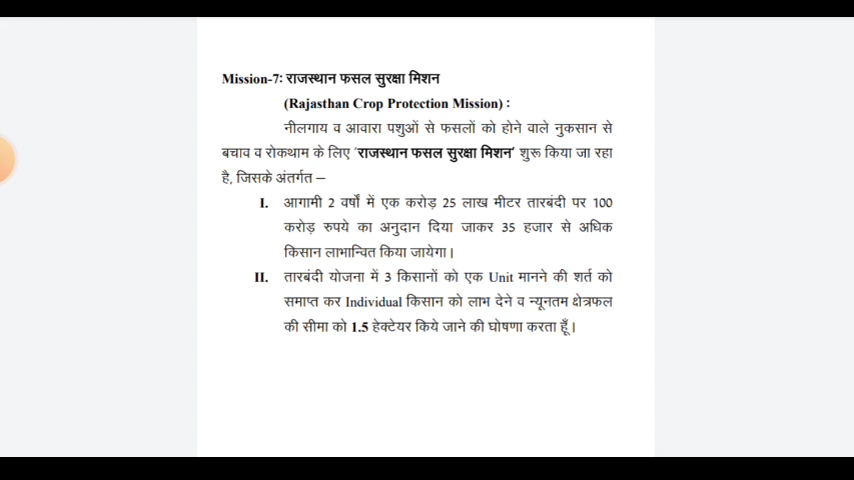 Mission-7: राजस्थान फसल सुरक्षा मिशन
(Rajasthan Crop Protection Mission) :
नीलगाय व आवारा पशुओं से फसलों को होने वाले नुकसान से
बचाव व रोकथाम के लिए ‘राजस्थान फसल सुरक्षा मिशन’ शुरू किया जा रहा
है, जिसके अंतर्गत –
I. आगामी 2 वर्षों में एक करोड़ 25 लाख मीटर तारबंदी पर 100
करोड़ रुपये का अनुदान दिया जाकर 35 हजार से अधिक
किसान लाभान्वित किया जायेगा।
II. तारबंदी योजना में 3 किसानों को एक Unit मानने की शर्त को
समाप्त कर Individual किसान को लाभ देने व न्यूनतम क्षेत्रफल
की सीमा को 1.5 हेक्टेयर किये जाने की घोषणा करता हूँ।